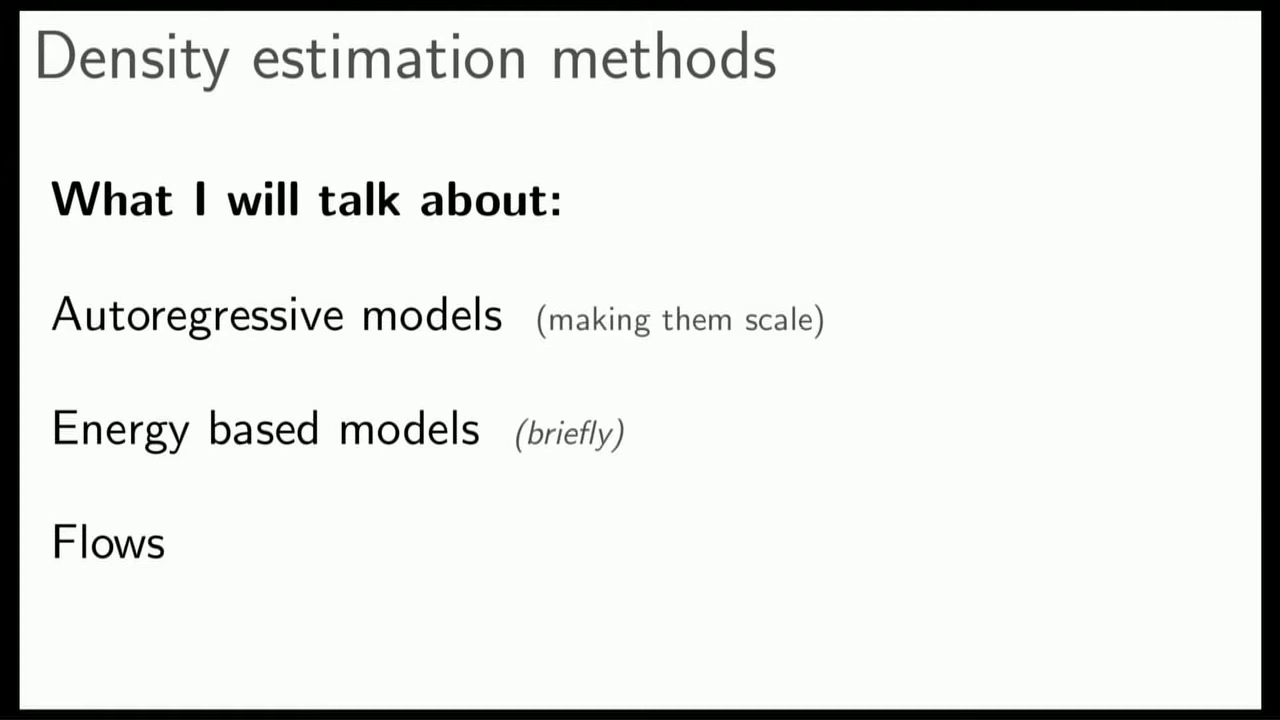 Density estimation methods
What I will talk about:
Autoregressive models (making them scale)
Energy based models (briefly)
Flows